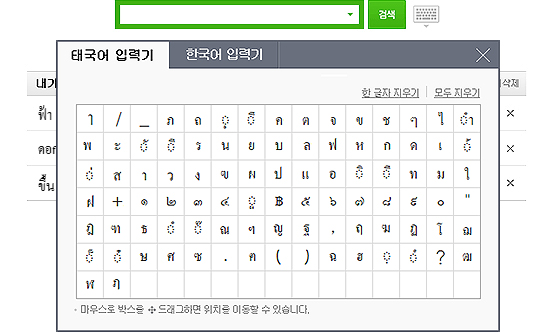 검색
태국어 입력기 한국어 입력기
내가
삭제
한 글자 지우기 모두 지우기
ฟ้า
ดอก
ขึ้น
า / _ ภ ถ ุ ึ ค ต จ ข ช ๆ ไ ำ
พ ะ ั ี ร น ย บ ล ฟ ห ก ด เ ้
่ ส า ว ง ข ผ ป แ อ ิ ื ท ม ใ
ฝ + ๑ ๒ ๓ ๔ ู ฿ ๕ ๖ ๗ ๘ ๙ ๐ "
ฎ ฑ ธ ํ ๊ ณ ฯ ญ ฐ , ฤ ฆ ฏ โ ฌ
็ ๋ ษ ศ ซ . ฅ ( ) ฉ ฮ ฺ ์ ? ฒ
ฬ ฦ
· 마우스로 박스를 드래그하면 위치를 이동할 수 있습니다.